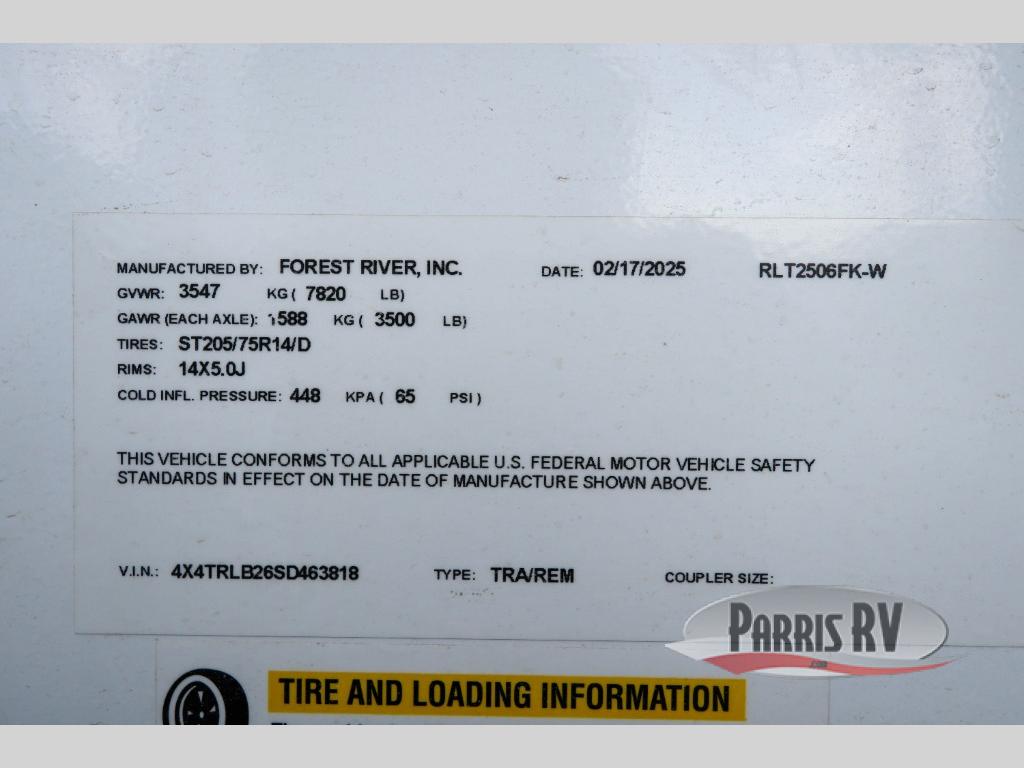 MANUFACTURED BY: FOREST RIVER, INC. DATE: 02/17/2025 RLT2506FK-W
GVWR: 3547 KG ( 7820 LB)
GAWR (EACH AXLE): 1588 KG ( 3500 LB)
TIRES: ST205/75R14/D
RIMS: 14X5.0J
COLD INFL. PRESSURE: 448 KPA ( 65 PSI )
THIS VEHICLE CONFORMS TO ALL APPLICABLE U.S. FEDERAL MOTOR VEHICLE SAFETY
STANDARDS IN EFFECT ON THE DATE OF MANUFACTURE SHOWN ABOVE.
V.I.N.: 4X4TRLB26SD463818 TYPE: TRA/REM COUPLER SIZE:
PARRIS RV
.com
TIRE AND LOADING INFORMATION